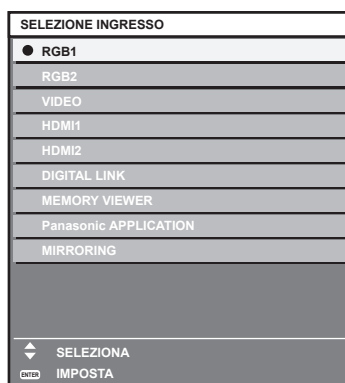 SELEZIONE INGRESSO
RGB1
RGB2
VIDEO
HDMI1
HDMI2
DIGITAL LINK
MEMORY VIEWER
Panasonic APPLICATION
MIRRORING
SELEZIONA
ENTER IMPOSTA